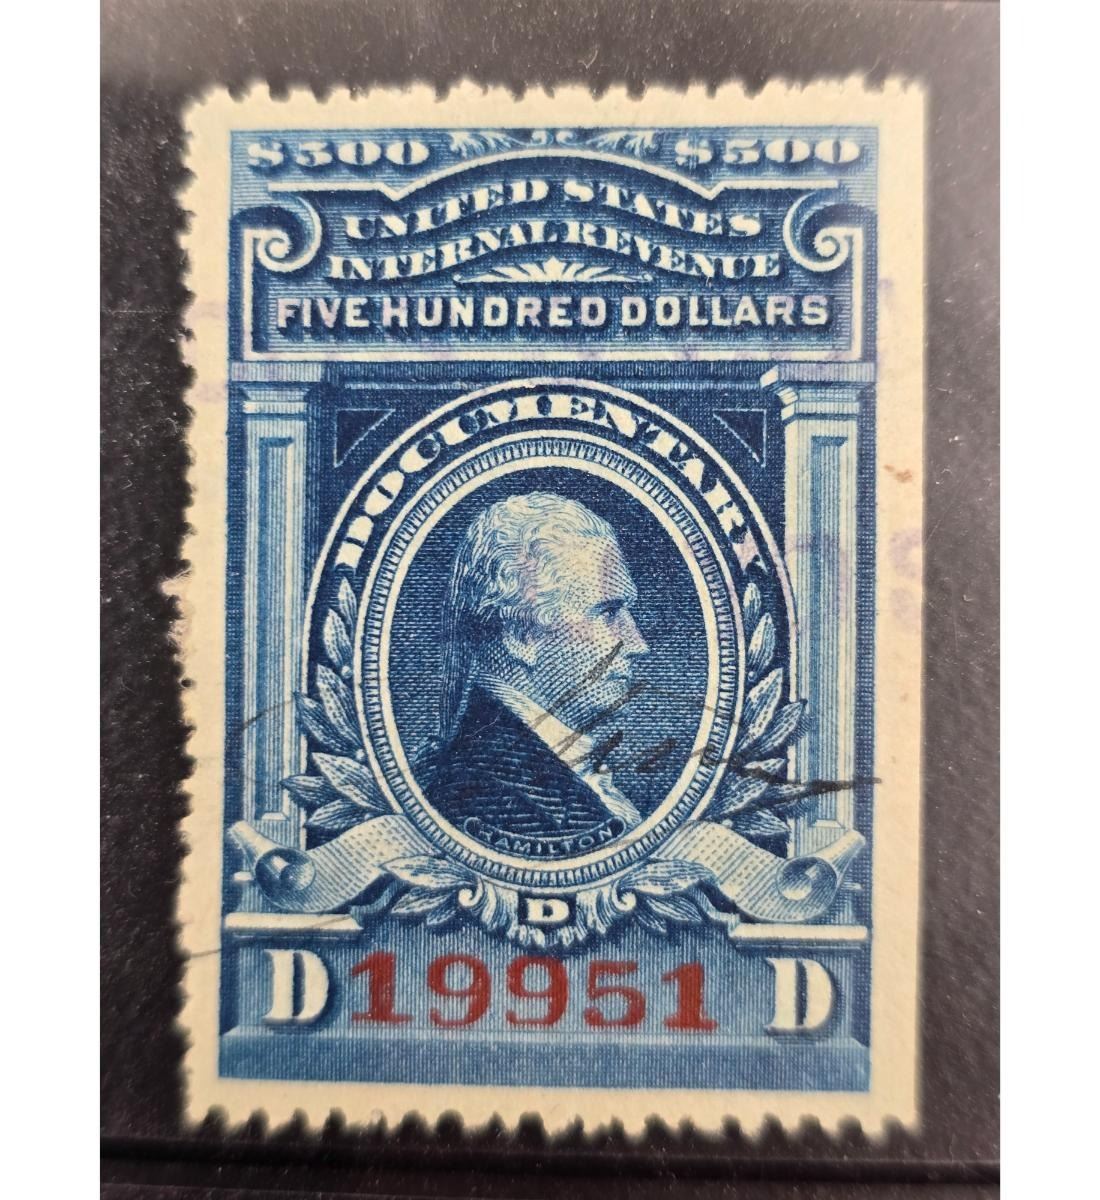 $500 $500
UNITED STATES
INTERNAL REVENUE
FIVE HUNDRED DOLLARS
DOCUMENTARY
HAMILTON
D
D 19951 D